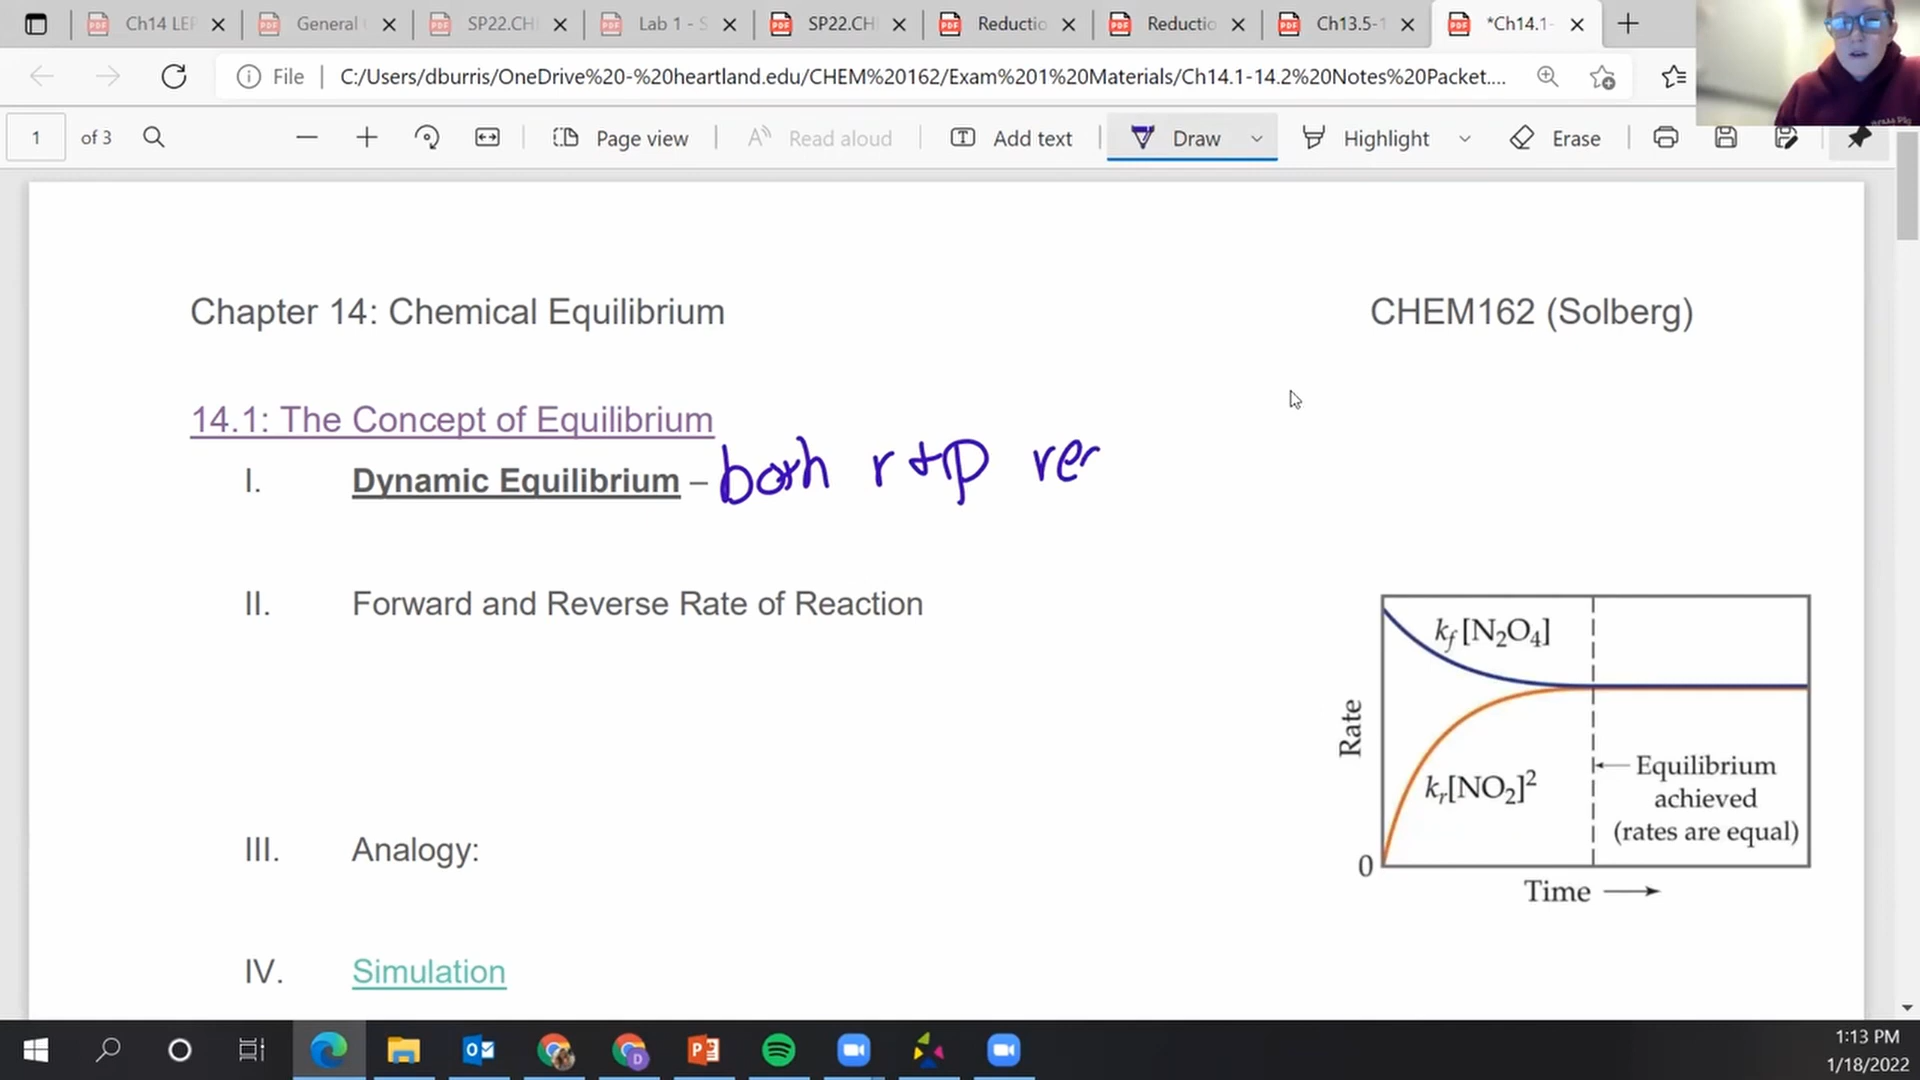 Ch14 LEF
General
SP22.CH
Lab 1 - S
SP22.CH
Reductio
Reductio
Ch13.5-1
*Ch14.1-
File
C:/Users/dburris/OneDrive%20-%20heartland.edu/CHEM%20162/Exam%201%20Materials/Ch14.1-14.2%20Notes%20Packet....
1 of 3
Page view
Read aloud
Add text
Draw
Highlight
Erase
Chapter 14: Chemical Equilibrium
CHEM162 (Solberg)
14.1: The Concept of Equilibrium
I. Dynamic Equilibrium – both r + p rer
II. Forward and Reverse Rate of Reaction
kf[N₂O₄]
Rate
kr[NO₂]²
Equilibrium
achieved
(rates are equal)
0
Time
III. Analogy:
IV. Simulation
1:13 PM
1/18/2022